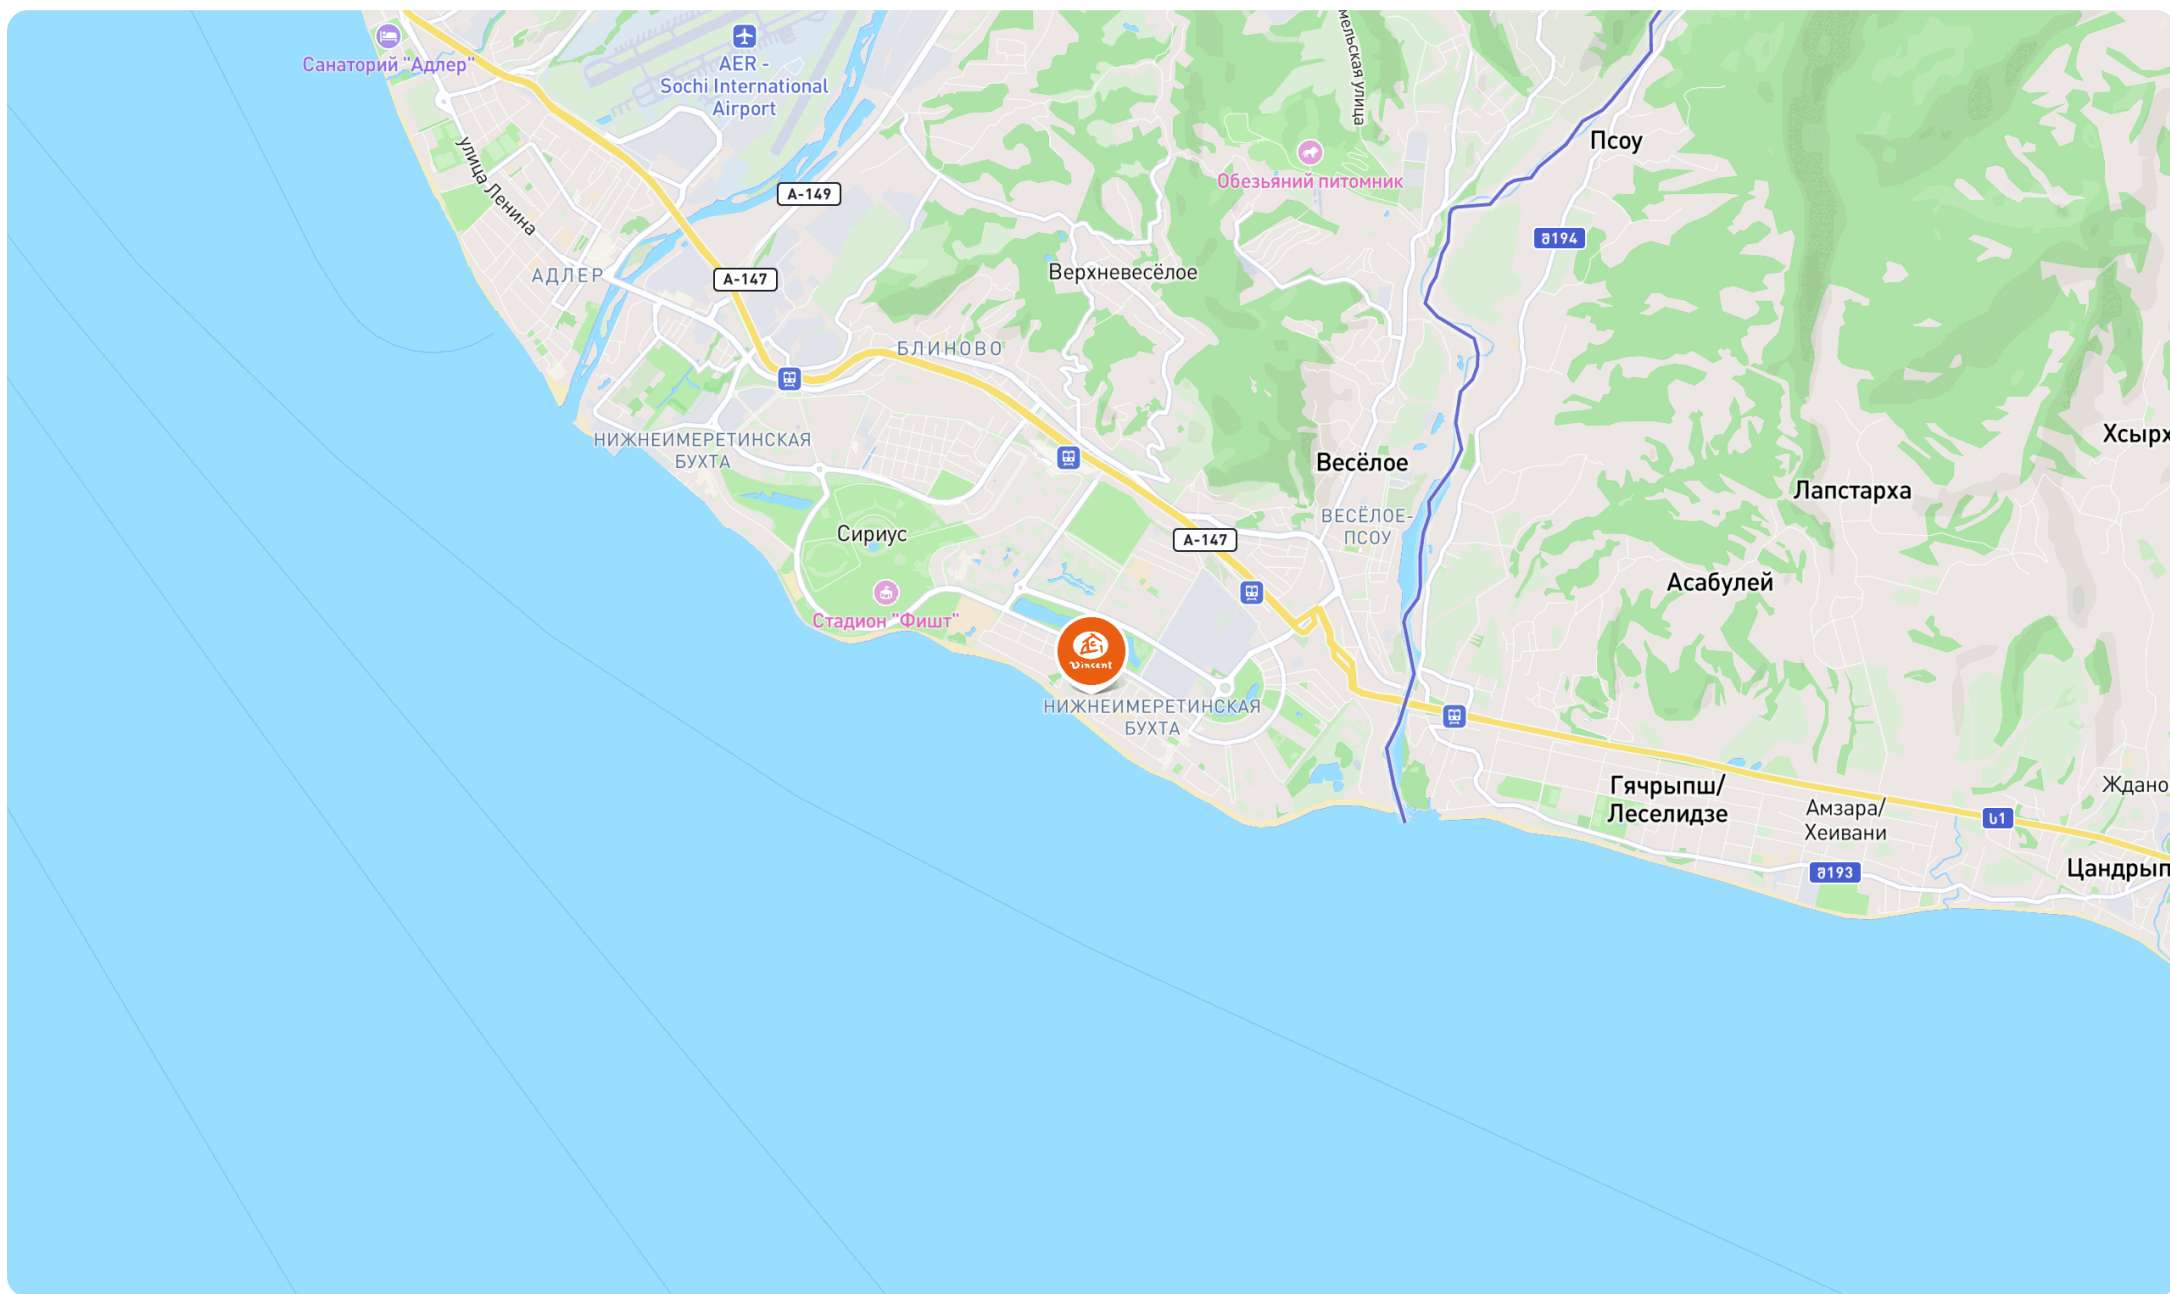 Санаторий "Адлер"
AER -
Sochi International
Airport
мельская улица
Псоу
улица Ленина
А-149
Обезьяний питомник
შ194
АДЛЕР
А-147
Верхневесёлое
БЛИНОВО
Хсырх
НИЖНЕИМЕРЕТИНСКАЯ
БУХТА
Весёлое
Лапстарха
Сириус
А-147
ВЕСЁЛОЕ-
ПСОУ
Асабулей
Стадион "Фишт"
Vincent
НИЖНЕИМЕРЕТИНСКАЯ
БУХТА
Гячрыпш/
Леселидзе
Амзара/
Хеивани
Ждано
ს1
შ193
Цандрып